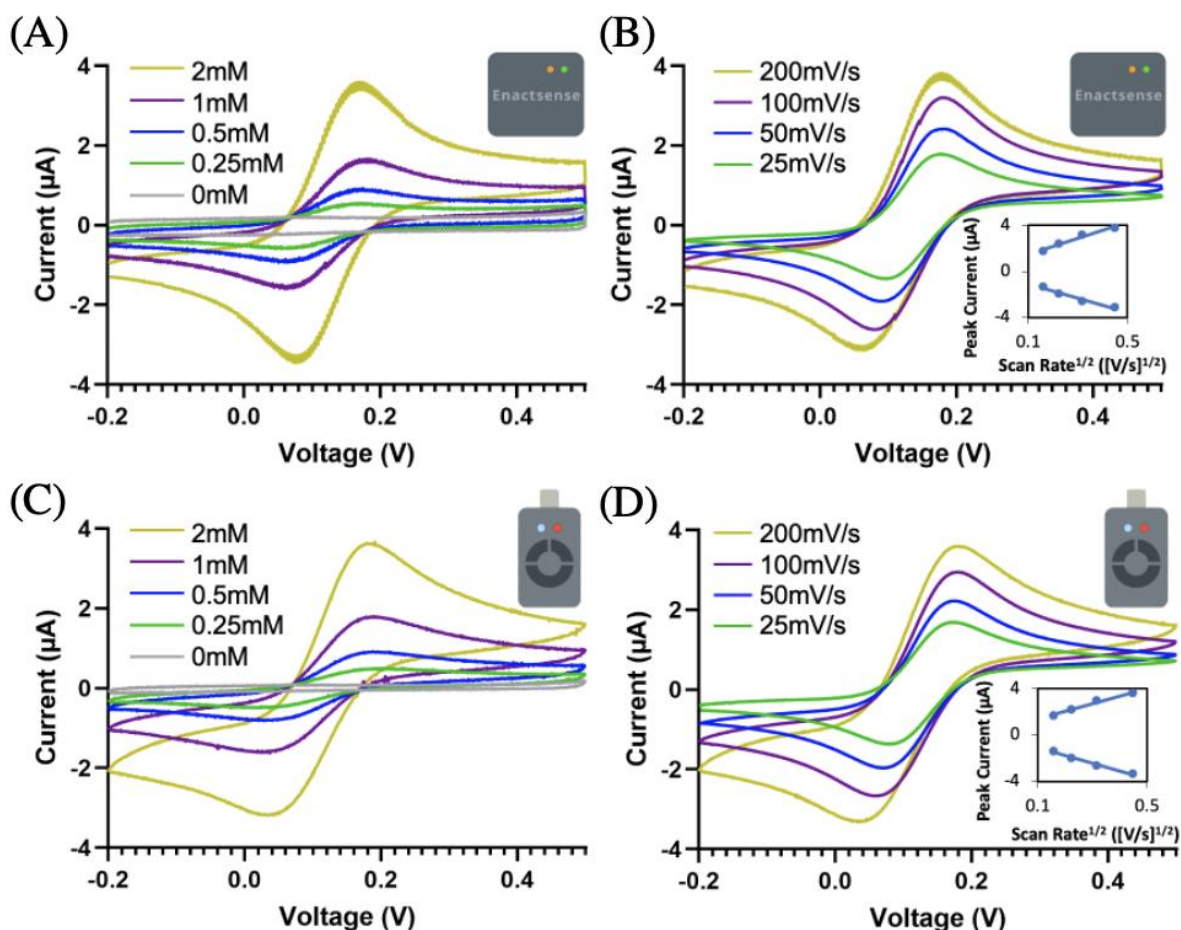 (A)
Current (µA)
4
2
0
-2
-4
2mM
1mM
0.5mM
0.25mM
0mM
Enactsense
-0.2
0.0
0.2
0.4
Voltage (V)
(B)
Current (µA)
4
2
0
-2
-4
200mV/s
100mV/s
50mV/s
25mV/s
Enactsense
Peak Current (µA)
4
0
-4
0.1
0.5
Scan Rate1/2 ([V/s]1/2)
-0.2
0.0
0.2
0.4
Voltage (V)
(C)
Current (µA)
4
2
0
-2
-4
2mM
1mM
0.5mM
0.25mM
0mM
-0.2
0.0
0.2
0.4
Voltage (V)
(D)
Current (µA)
4
2
0
-2
-4
200mV/s
100mV/s
50mV/s
25mV/s
Peak Current (µA)
4
0
-4
0.1
0.5
Scan Rate1/2 ([V/s]1/2)
-0.2
0.0
0.2
0.4
Voltage (V)